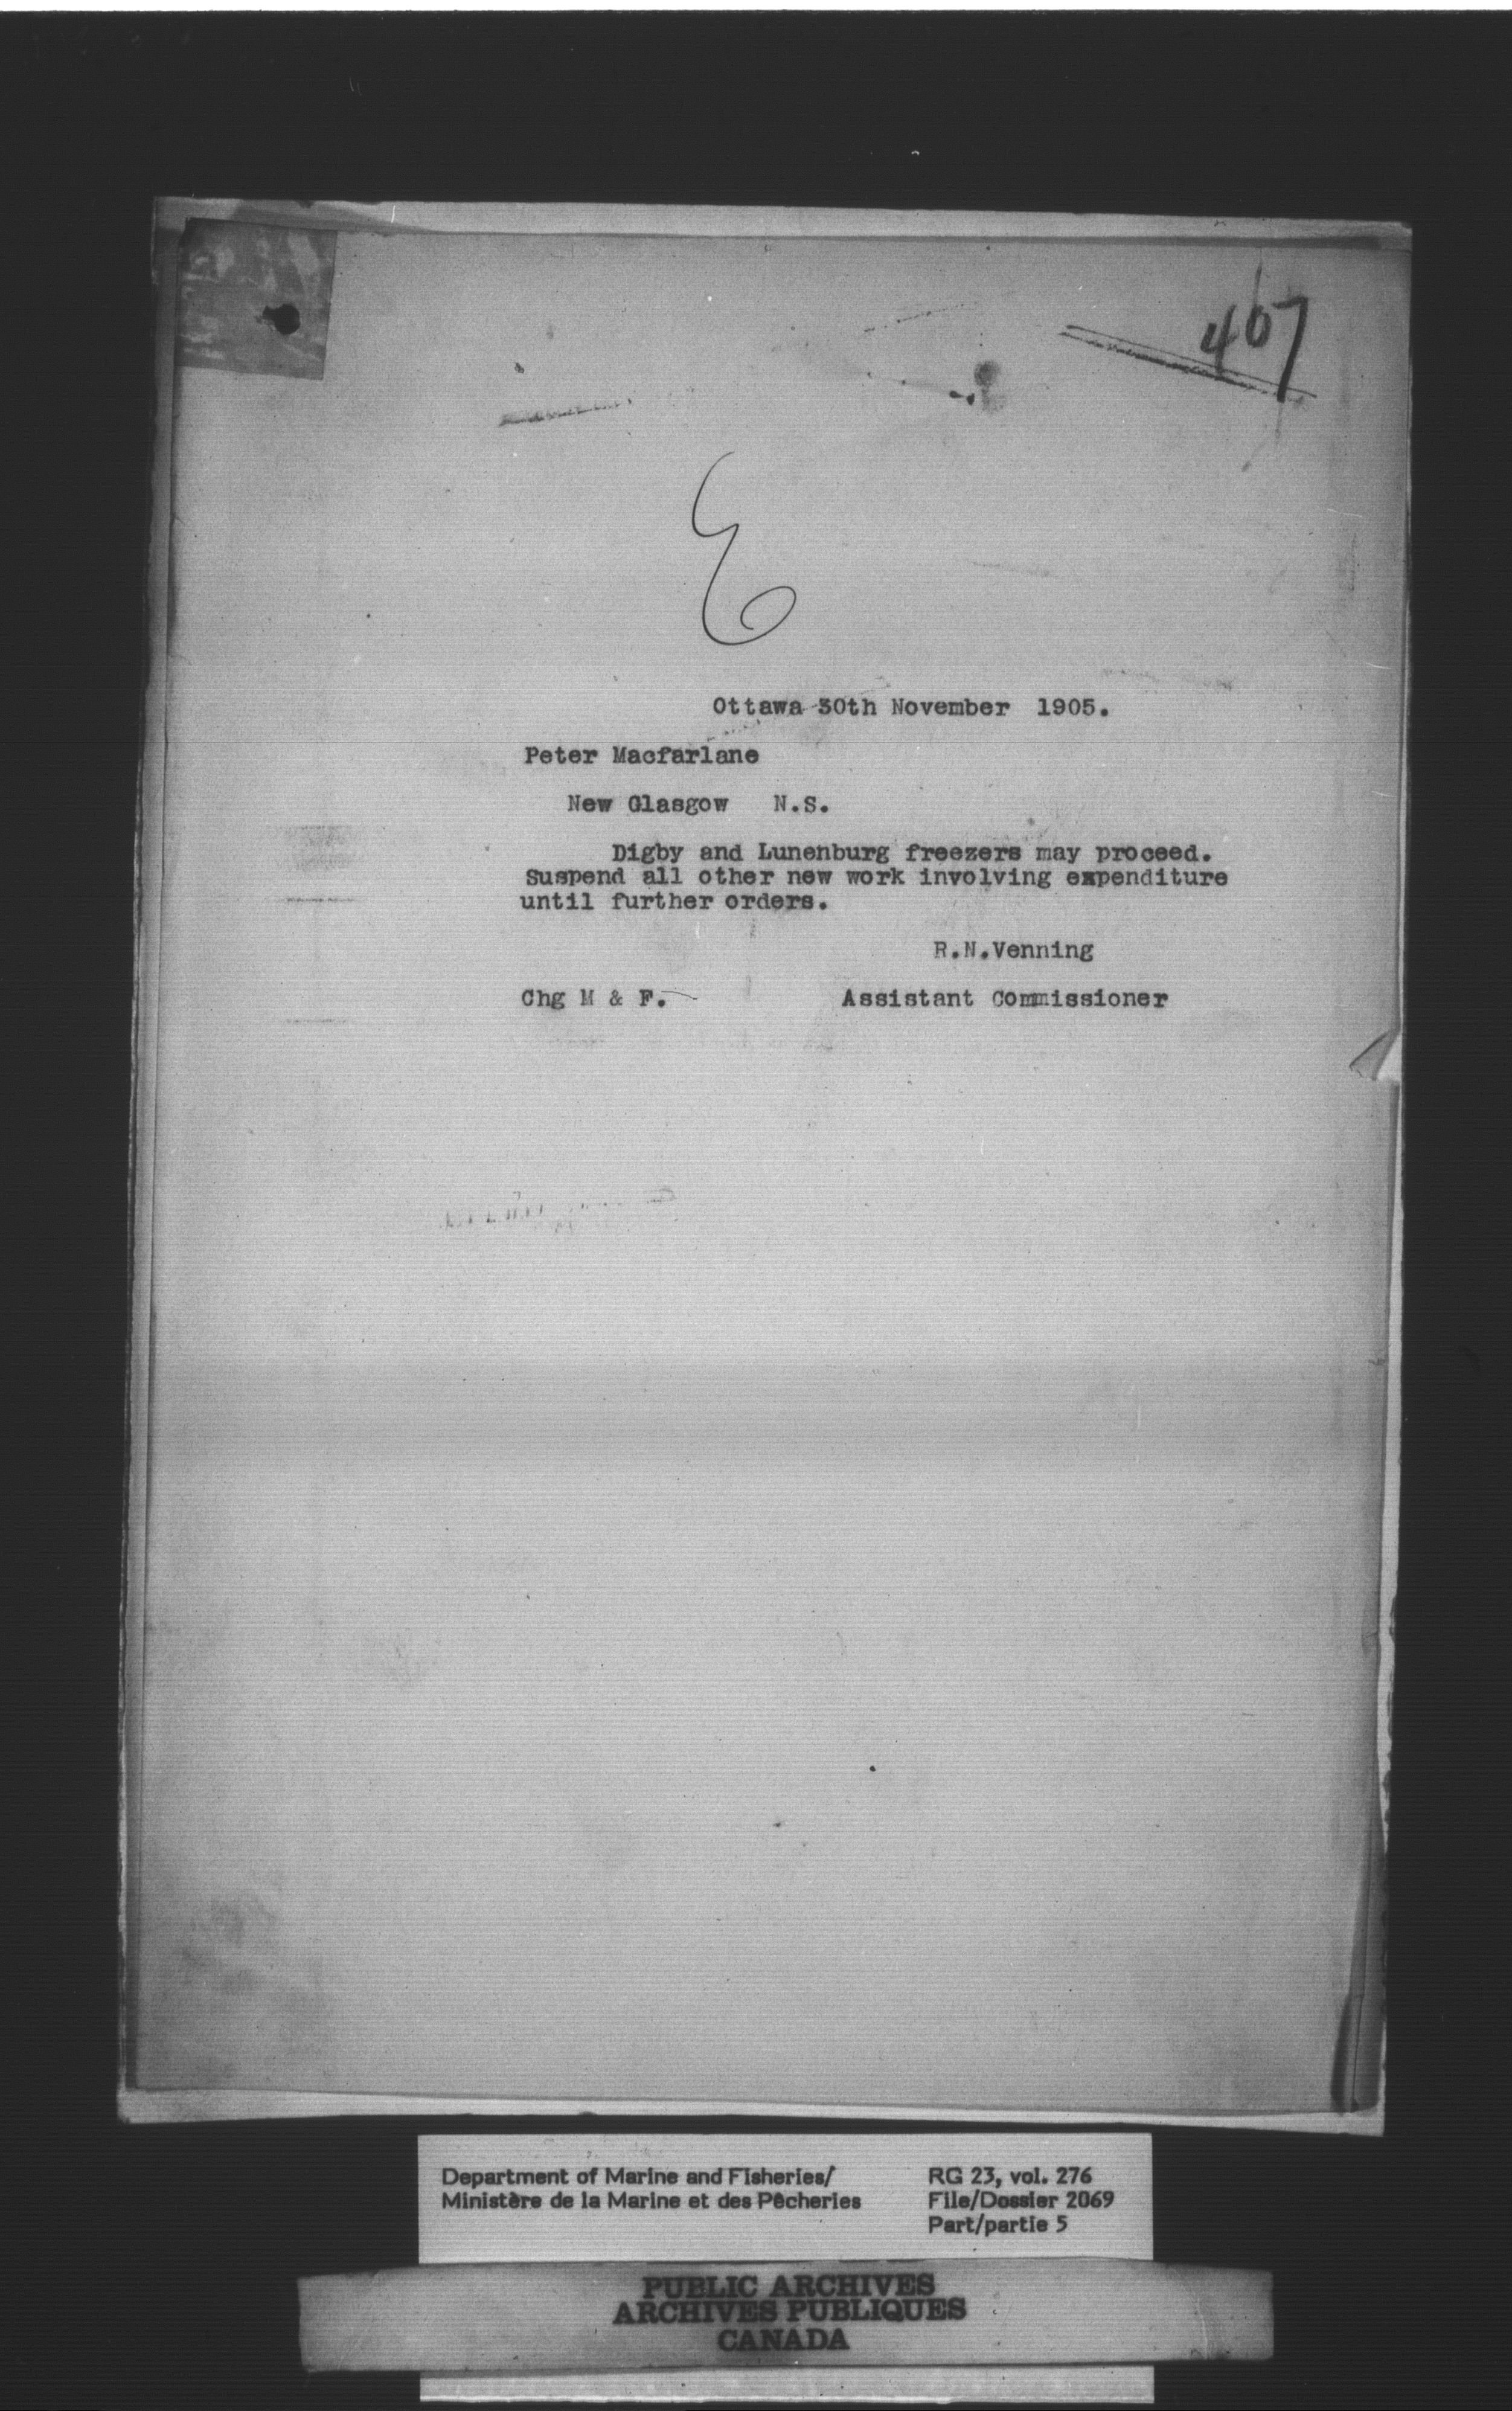 407
E
Ottawa 30th November 1905.
Peter Macfarlane
New Glasgow N.S.
Digby and Lunenburg freezers may proceed.
Suspend all other new work involving expenditure
until further orders.
R.N.Venning
Chg M & F. Assistant Commissioner
Department of Marine and Fisheries/ RG 23, vol. 276
Ministère de la Marine et des Pêcheries File/Dossier 2069
Part/partie 5
PUBLIC ARCHIVES
ARCHIVES PUBLIQUES
CANADA